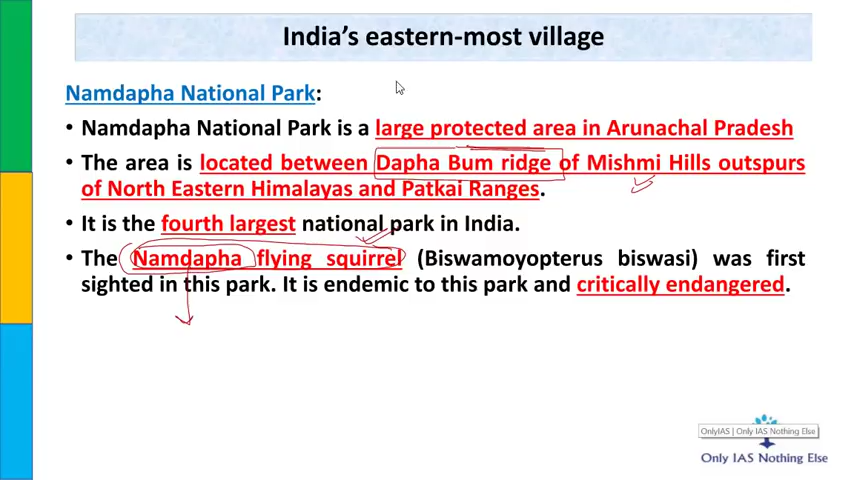 India's eastern-most village
Namdapha National Park:
• Namdapha National Park is a large protected area in Arunachal Pradesh
• The area is located between Dapha Bum ridge of Mishmi Hills outspurs
of North Eastern Himalayas and Patkai Ranges.
• It is the fourth largest national park in India.
• The Namdapha flying squirrel (Biswamoyopterus biswasi) was first
sighted in this park. It is endemic to this park and critically endangered.
OnlyIAS | Only IAS Nothing Else
Only IAS Nothing Else